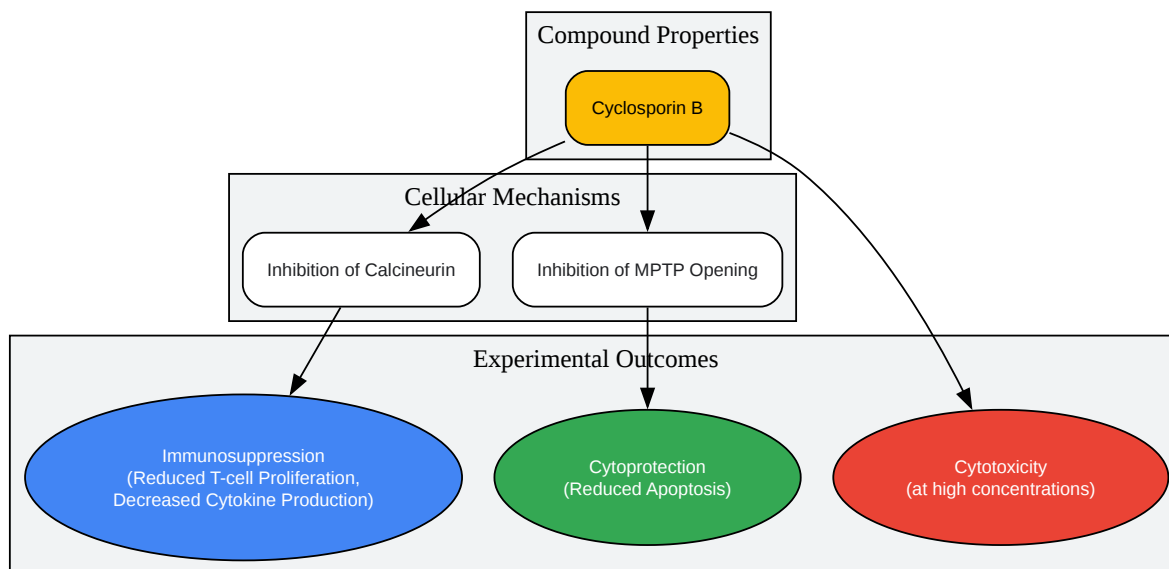 Compound Properties
Cyclosporin B
Cellular Mechanisms
Inhibition of Calcineurin
Inhibition of MPTP Opening
Experimental Outcomes
Immunosuppression
(Reduced T-cell Proliferation,
Decreased Cytokine Production)
Cytoprotection
(Reduced Apoptosis)
Cytotoxicity
(at high concentrations)